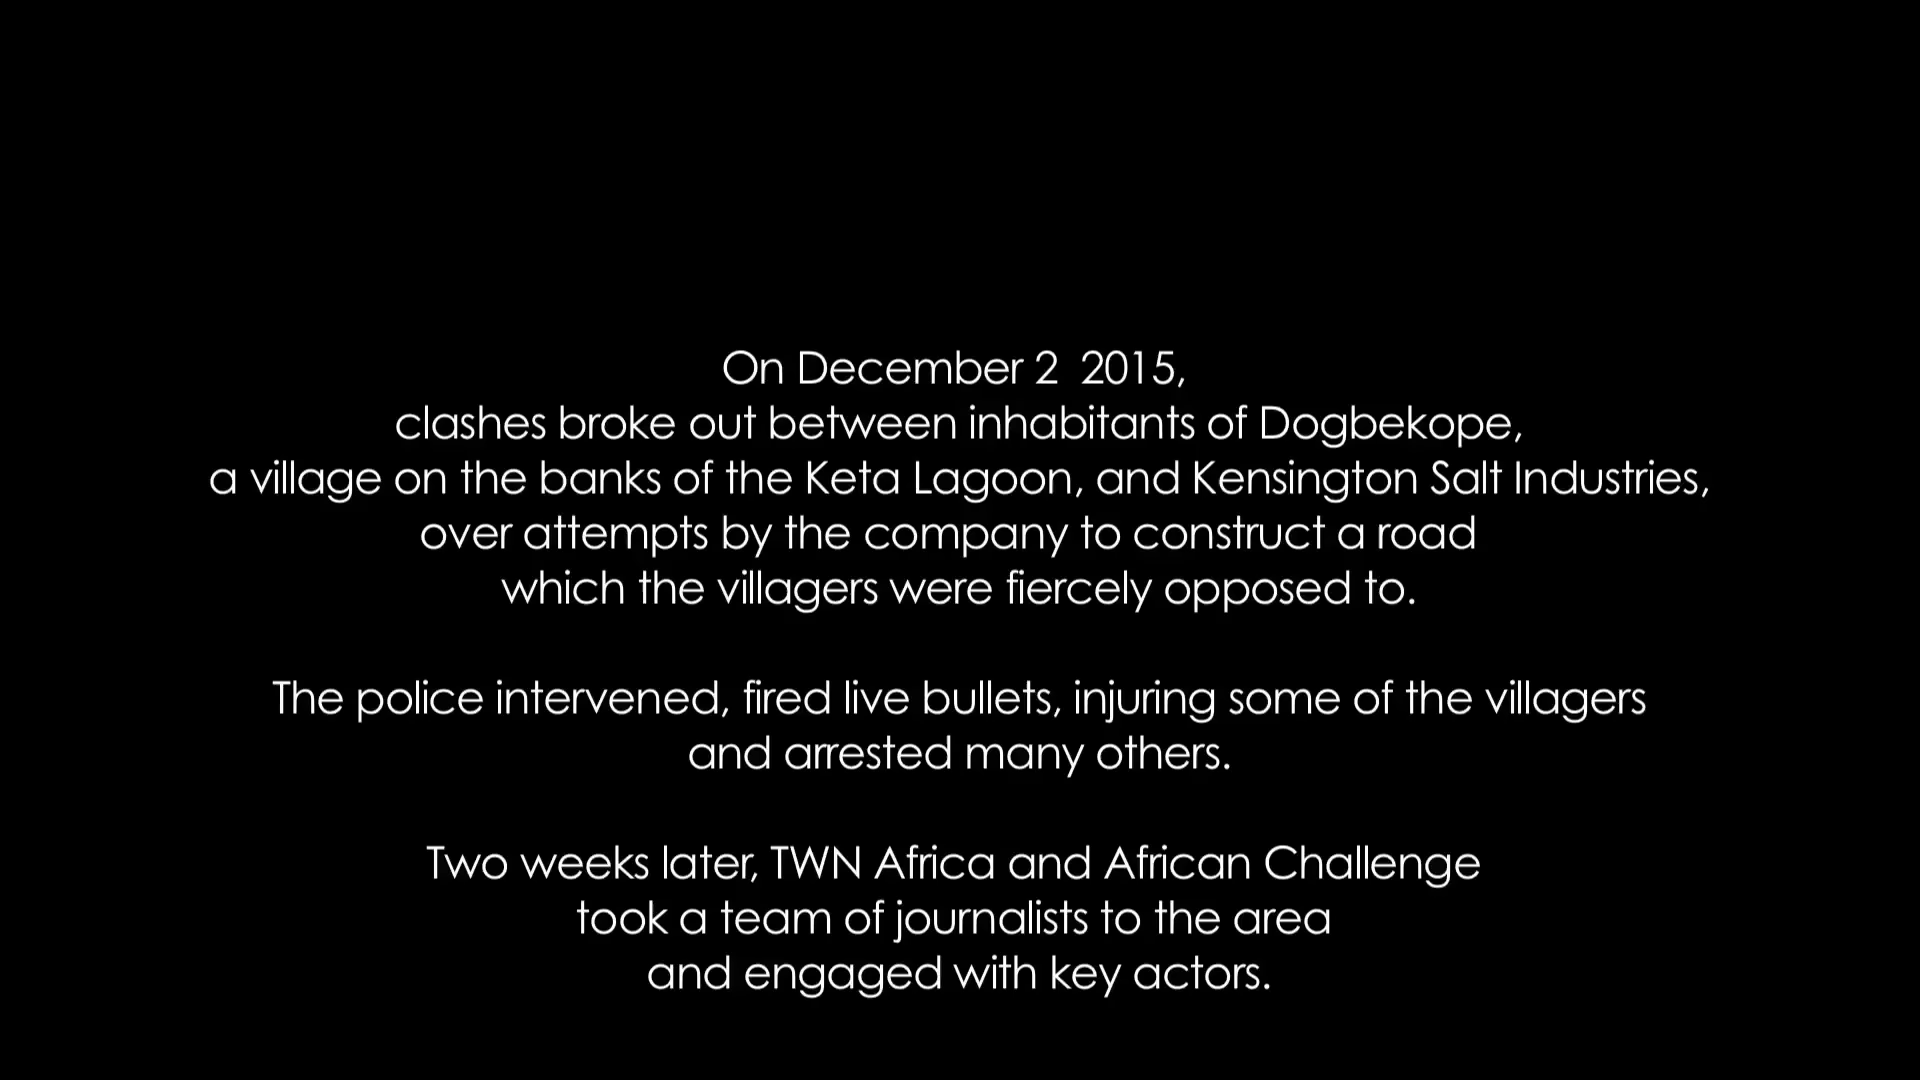 On December 2  2015,
clashes broke out between inhabitants of Dogbekope,
a village on the banks of the Keta Lagoon, and Kensington Salt Industries,
over attempts by the company to construct a road
which the villagers were fiercely opposed to.
The police intervened, fired live bullets, injuring some of the villagers
and arrested many others.
Two weeks later, TWN Africa and African Challenge
took a team of journalists to the area
and engaged with key actors.